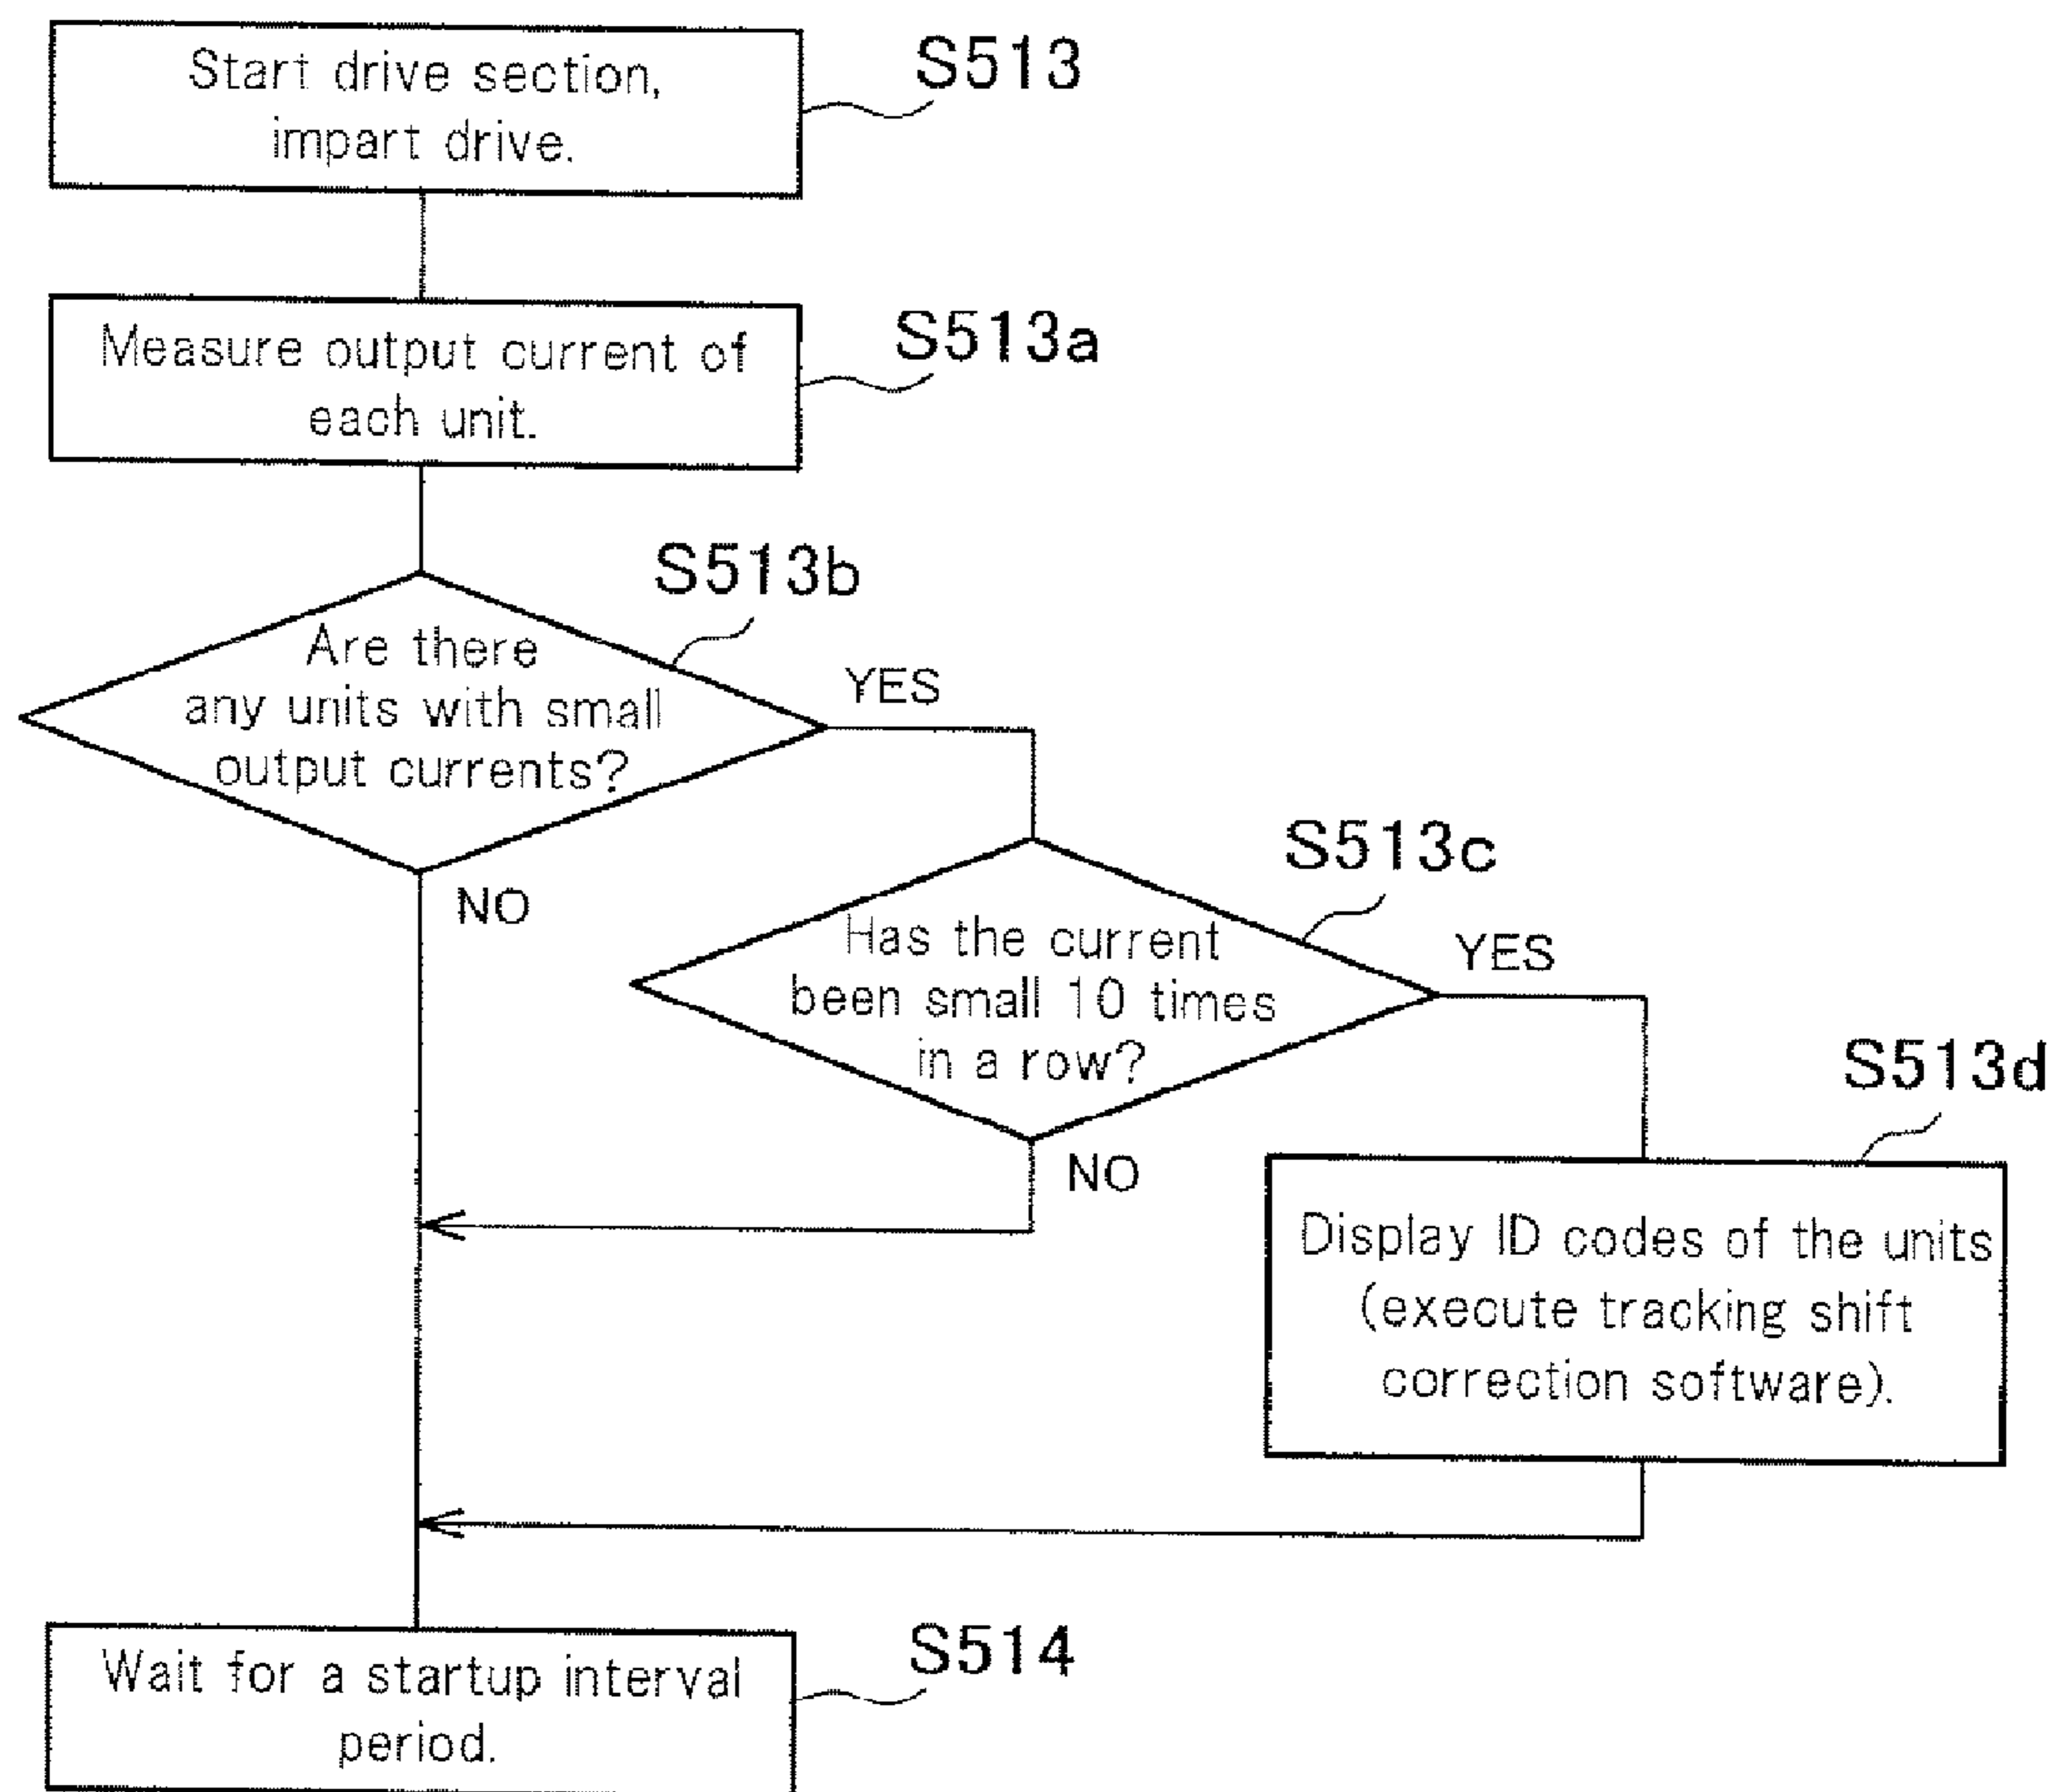 Start drive section,
impart drive.
S513
Measure output current of
each unit.
S513a
S513b
Are there
any units with small
output currents?
YES
NO
S513c
Has the current
been small 10 times
in a row?
YES
NO
S513d
Display ID codes of the units
(execute tracking shift
correction software).
Wait for a startup interval
period.
S514